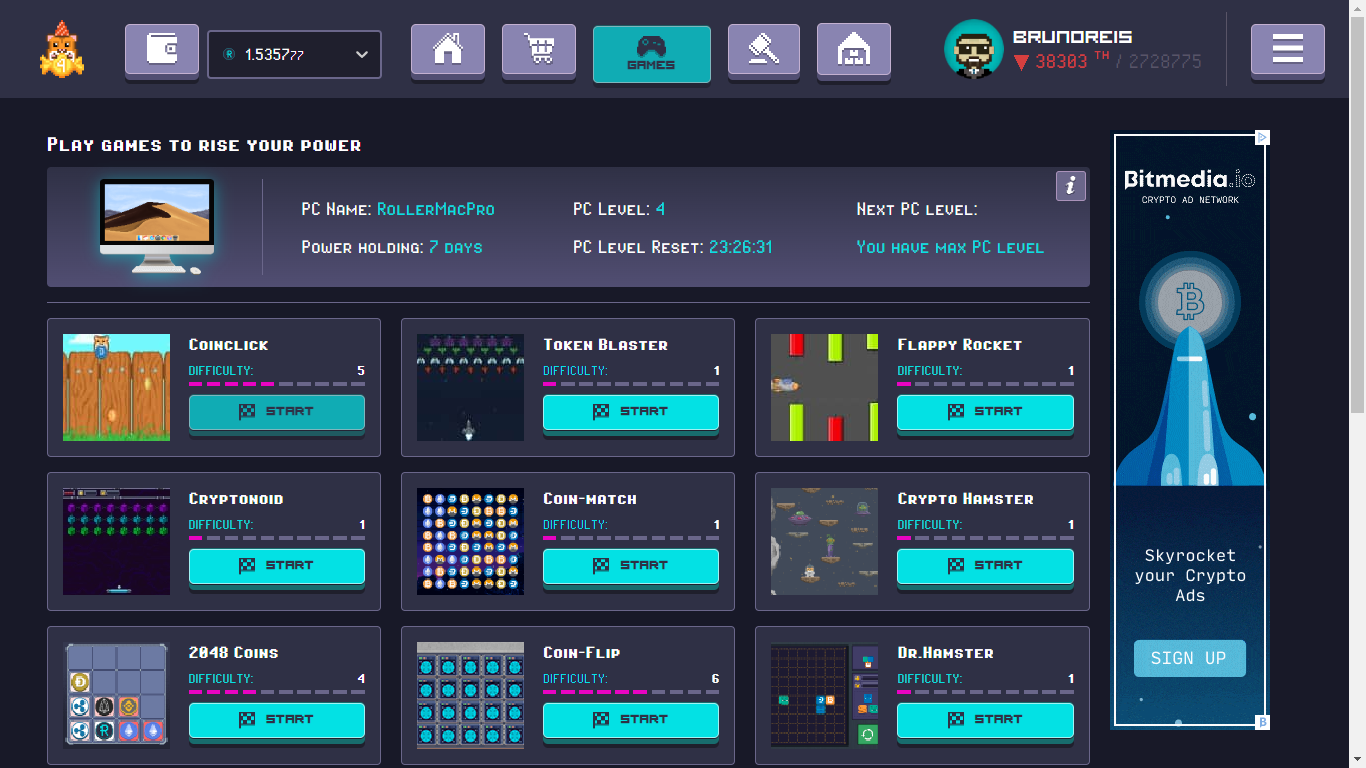 1.535777
GAMES
BRUNOREIS
38303 TH / 2728775
Play games to rise your power
PC Name: RollerMacPro
PC Level: 4
Next PC level:
Power holding: 7 days
PC Level Reset: 23:26:31
You have max PC level
i
Coinclick
Difficulty: 5
START
Token Blaster
Difficulty: 1
START
Flappy Rocket
Difficulty: 1
START
Cryptonoid
Difficulty: 1
START
Coin-match
Difficulty: 1
START
Crypto Hamster
Difficulty: 1
START
2048 Coins
Difficulty: 4
START
Coin-Flip
Difficulty: 6
START
Dr.Hamster
Difficulty: 1
START
Bitmedia.io
CRYPTO AD NETWORK
Skyrocket
your Crypto
Ads
SIGN UP